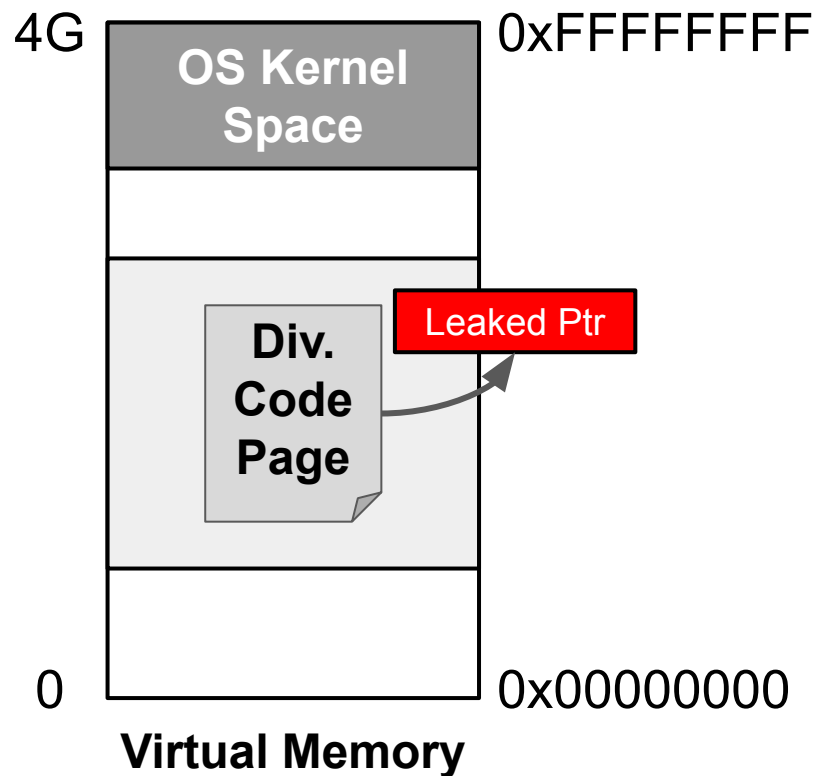 4G
0xFFFFFFFF
OS Kernel
Space
Leaked Ptr
Div.
Code
Page
0
0x00000000
Virtual Memory